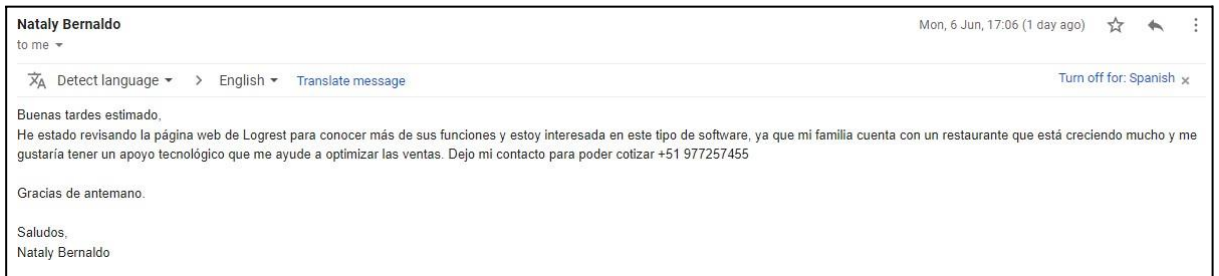 Nataly Bernaldo
Mon, 6 Jun, 17:06 (1 day ago)
to me
Detect language > English Translate message
Turn off for: Spanish x
Buenas tardes estimado,
He estado revisando la página web de Logrest para conocer más de sus funciones y estoy interesada en este tipo de software, ya que mi familia cuenta con un restaurante que está creciendo mucho y me
gustaría tener un apoyo tecnológico que me ayude a optimizar las ventas. Dejo mi contacto para poder cotizar +51 977257455
Gracias de antemano.
Saludos,
Nataly Bernaldo